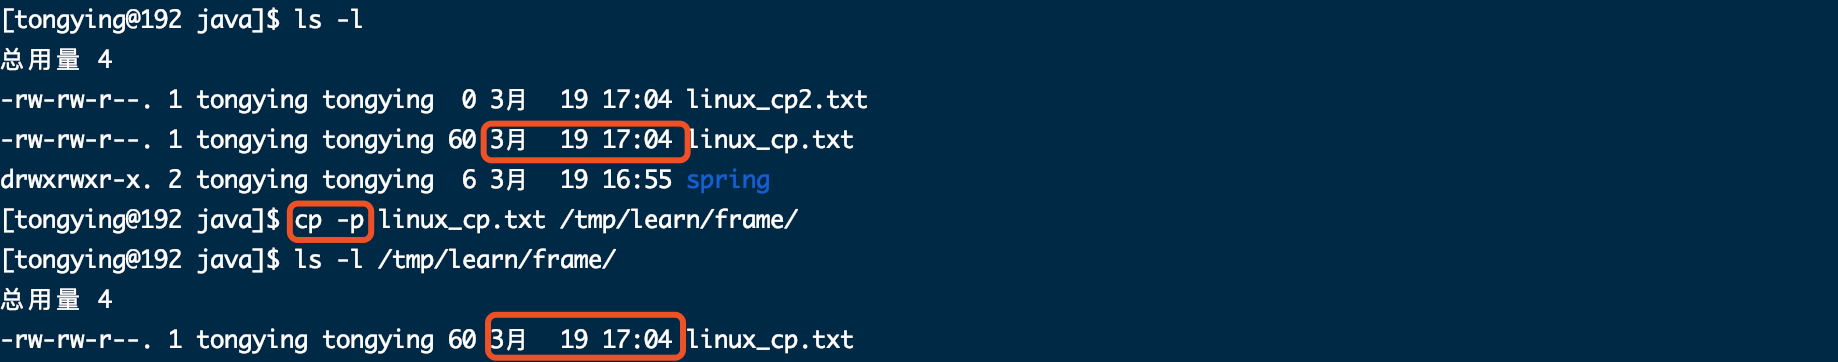 [tongying@192 java]$ ls -l
总用量 4
-rw-rw-r--. 1 tongying tongying  0 3月  19 17:04 linux_cp2.txt
-rw-rw-r--. 1 tongying tongying 60 3月  19 17:04 linux_cp.txt
drwxrwxr-x. 2 tongying tongying  6 3月  19 16:55 spring
[tongying@192 java]$ cp -p linux_cp.txt /tmp/learn/frame/
[tongying@192 java]$ ls -l /tmp/learn/frame/
总用量 4
-rw-rw-r--. 1 tongying tongying 60 3月  19 17:04 linux_cp.txt